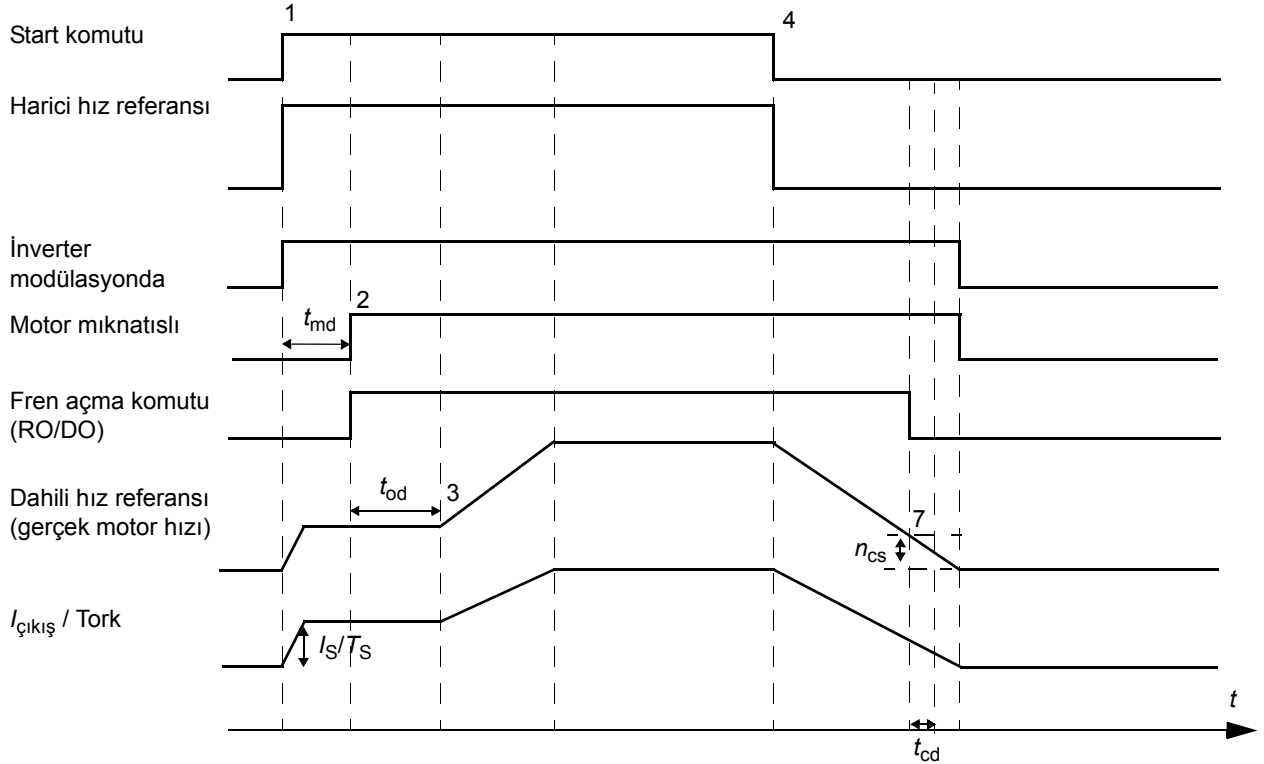 1
4
Start komutu
Harici hız referansı
İnverter
modülasyonda
2
Motor mıknatıslı
tmd
Fren açma komutu
(RO/DO)
Dahili hız referansı
(gerçek motor hızı)
tod
3
7
ncs
Içıkış / Tork
IS/TS
t
tcd